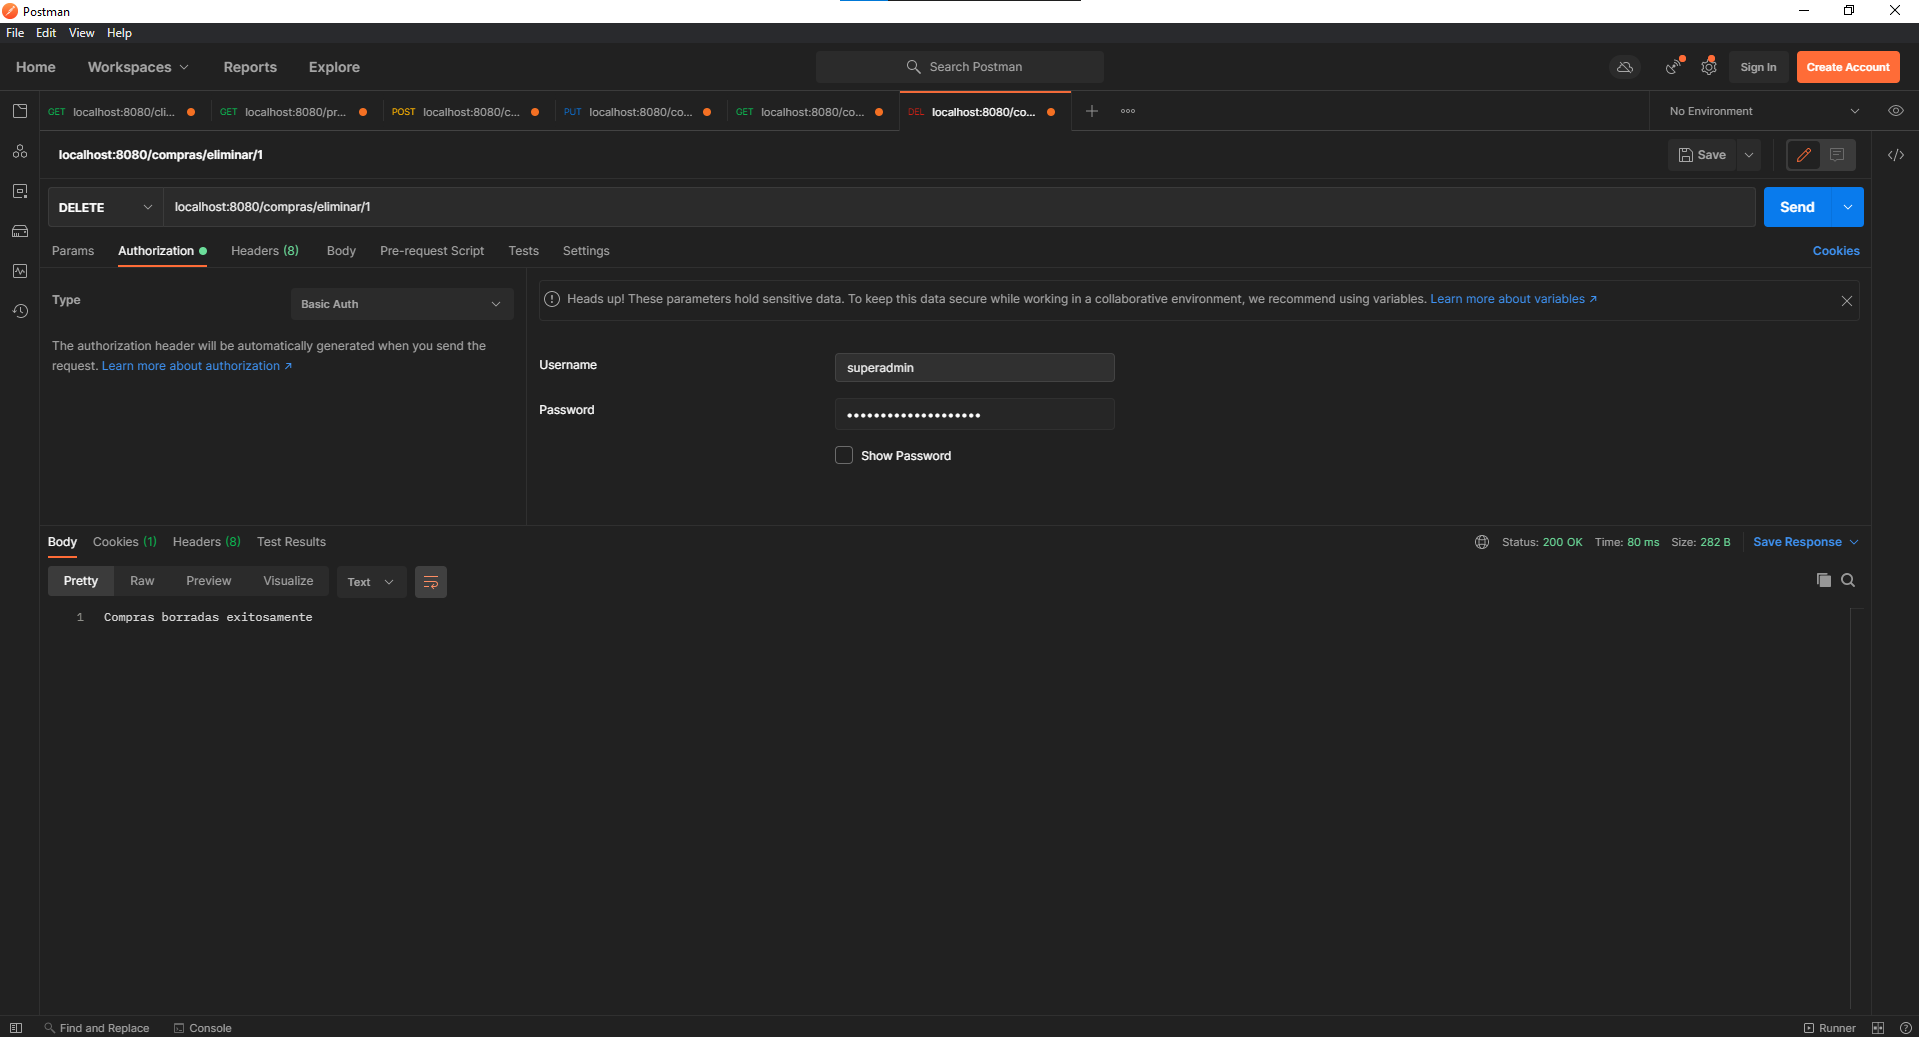 Postman
File Edit View Help
Home Workspaces Reports Explore Search Postman Sign In Create Account
GET localhost:8080/cli... GET localhost:8080/pr... POST localhost:8080/c... PUT localhost:8080/co... GET localhost:8080/co... DEL localhost:8080/co... No Environment
localhost:8080/compras/eliminar/1 Save
DELETE localhost:8080/compras/eliminar/1 Send
Params Authorization Headers (8) Body Pre-request Script Tests Settings Cookies
Type Basic Auth
The authorization header will be automatically generated when you send the
request. Learn more about authorization ↗
Heads up! These parameters hold sensitive data. To keep this data secure while working in a collaborative environment, we recommend using variables. Learn more about variables ↗
Username superadmin
Password ••••••••••••••••••••
Show Password
Body Cookies (1) Headers (8) Test Results Status: 200 OK Time: 80 ms Size: 282 B Save Response
Pretty Raw Preview Visualize Text
1 Compras borradas exitosamente
Find and Replace Console Runner